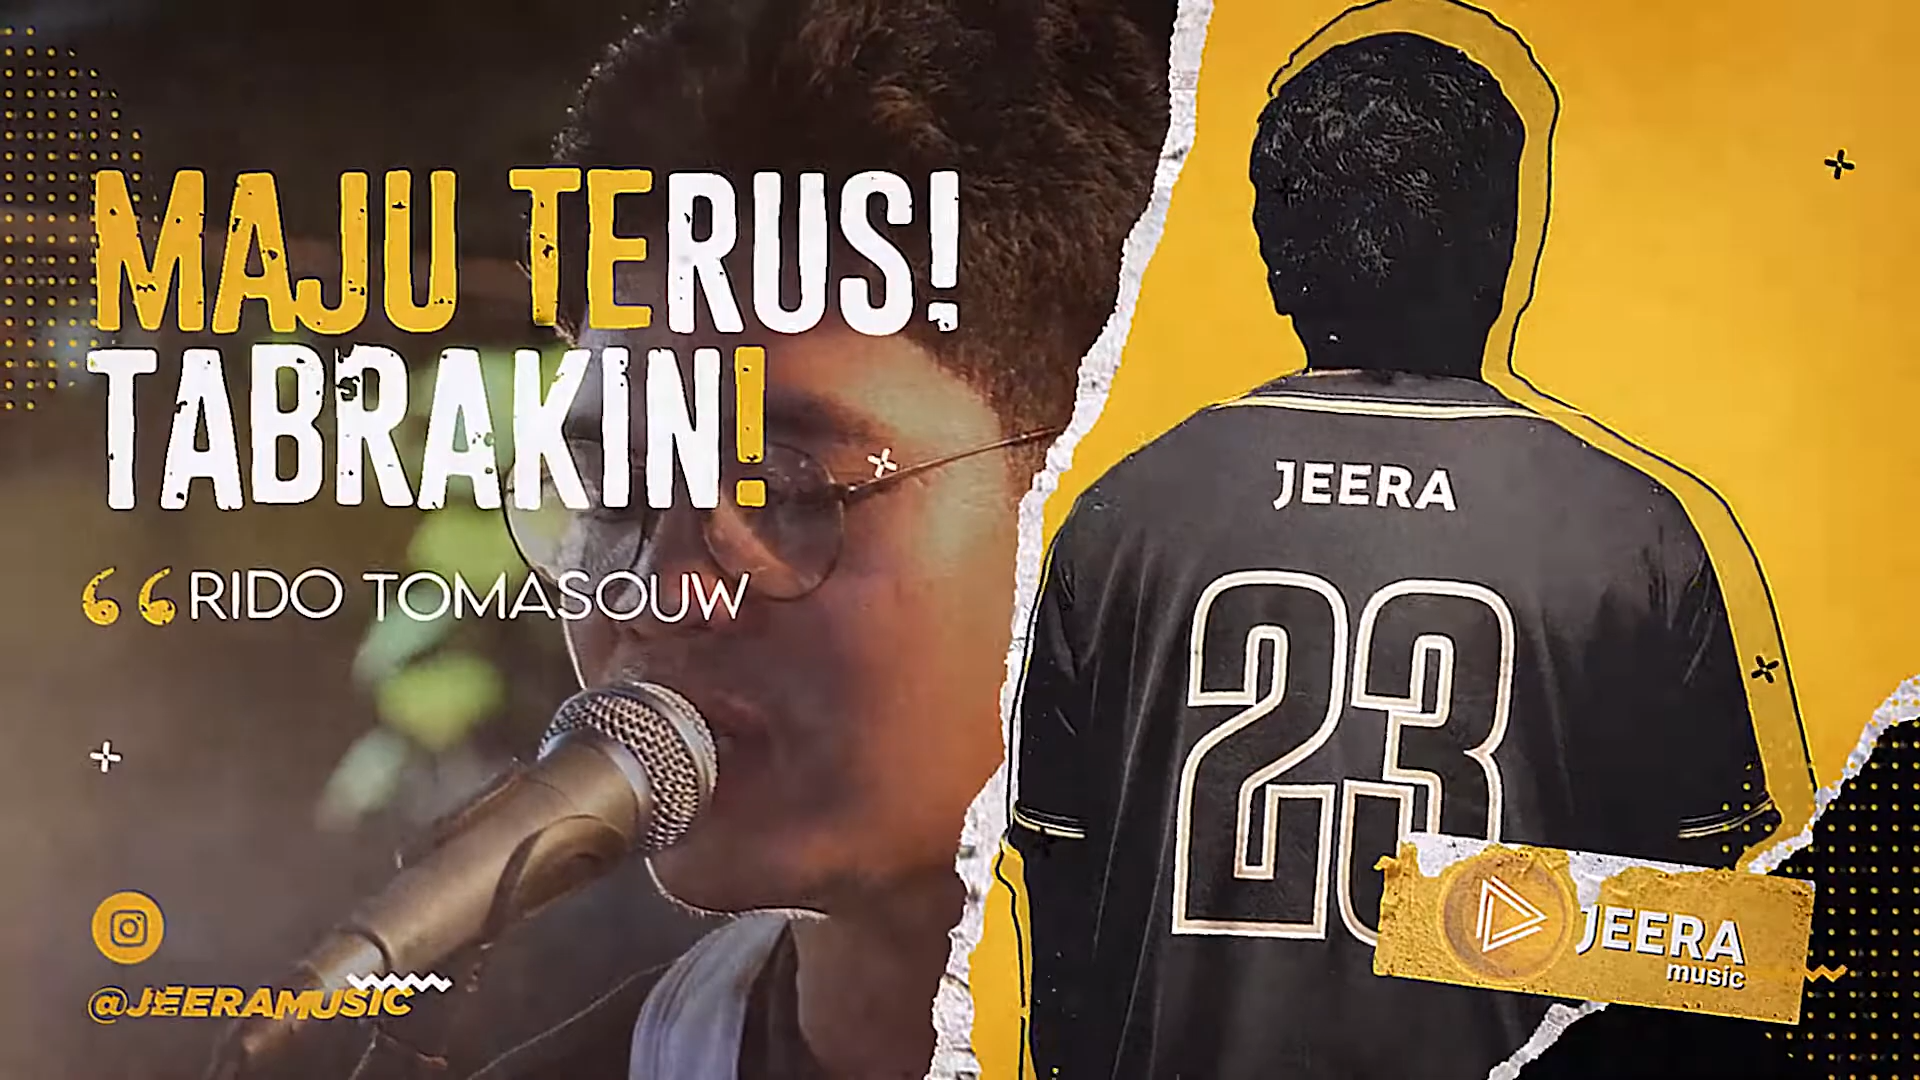 MAJU TERUS!
TABRAKIN!
RIDO TOMASOUW
@JEERAMUSIC
JEERA
23
JEERA
music